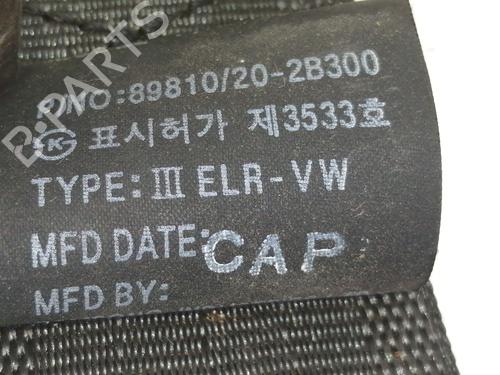 P/NO:89810/20-2B300
K 표시허가 제3533호
TYPE: III ELR-VW
MFD DATE: CAP
MFD BY:
B-PARTS